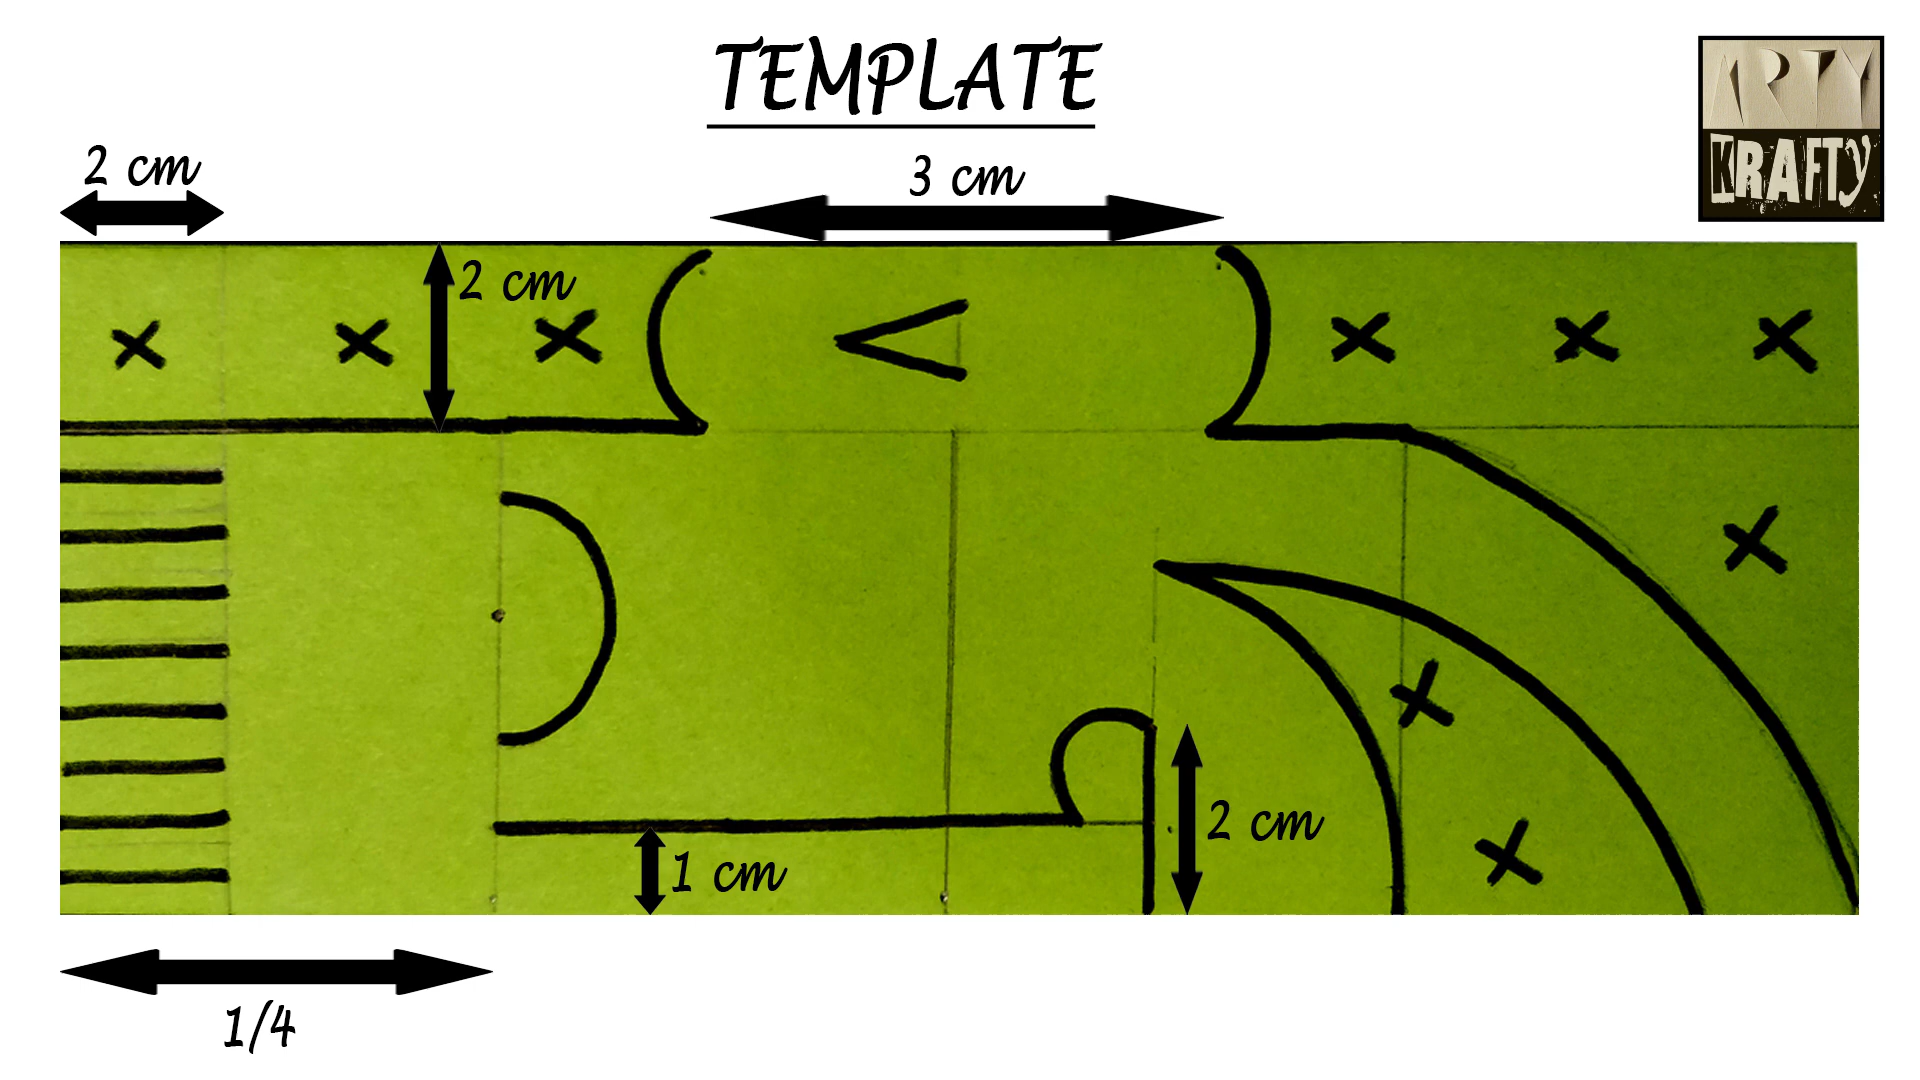 TEMPLATE
ARTY
KRAFTY
2 cm
3 cm
2 cm
2 cm
1 cm
1/4